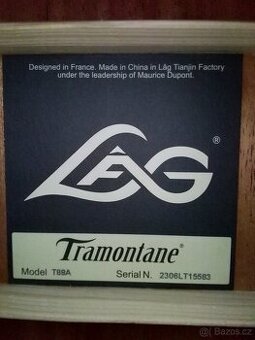 Designed in France. Made in China in Lâg Tianjin Factory
under the leadership of Maurice Dupont.
LÂG ®
Tramontane®
Model T88A Serial N. 2306LT15583
© Bazos.cz